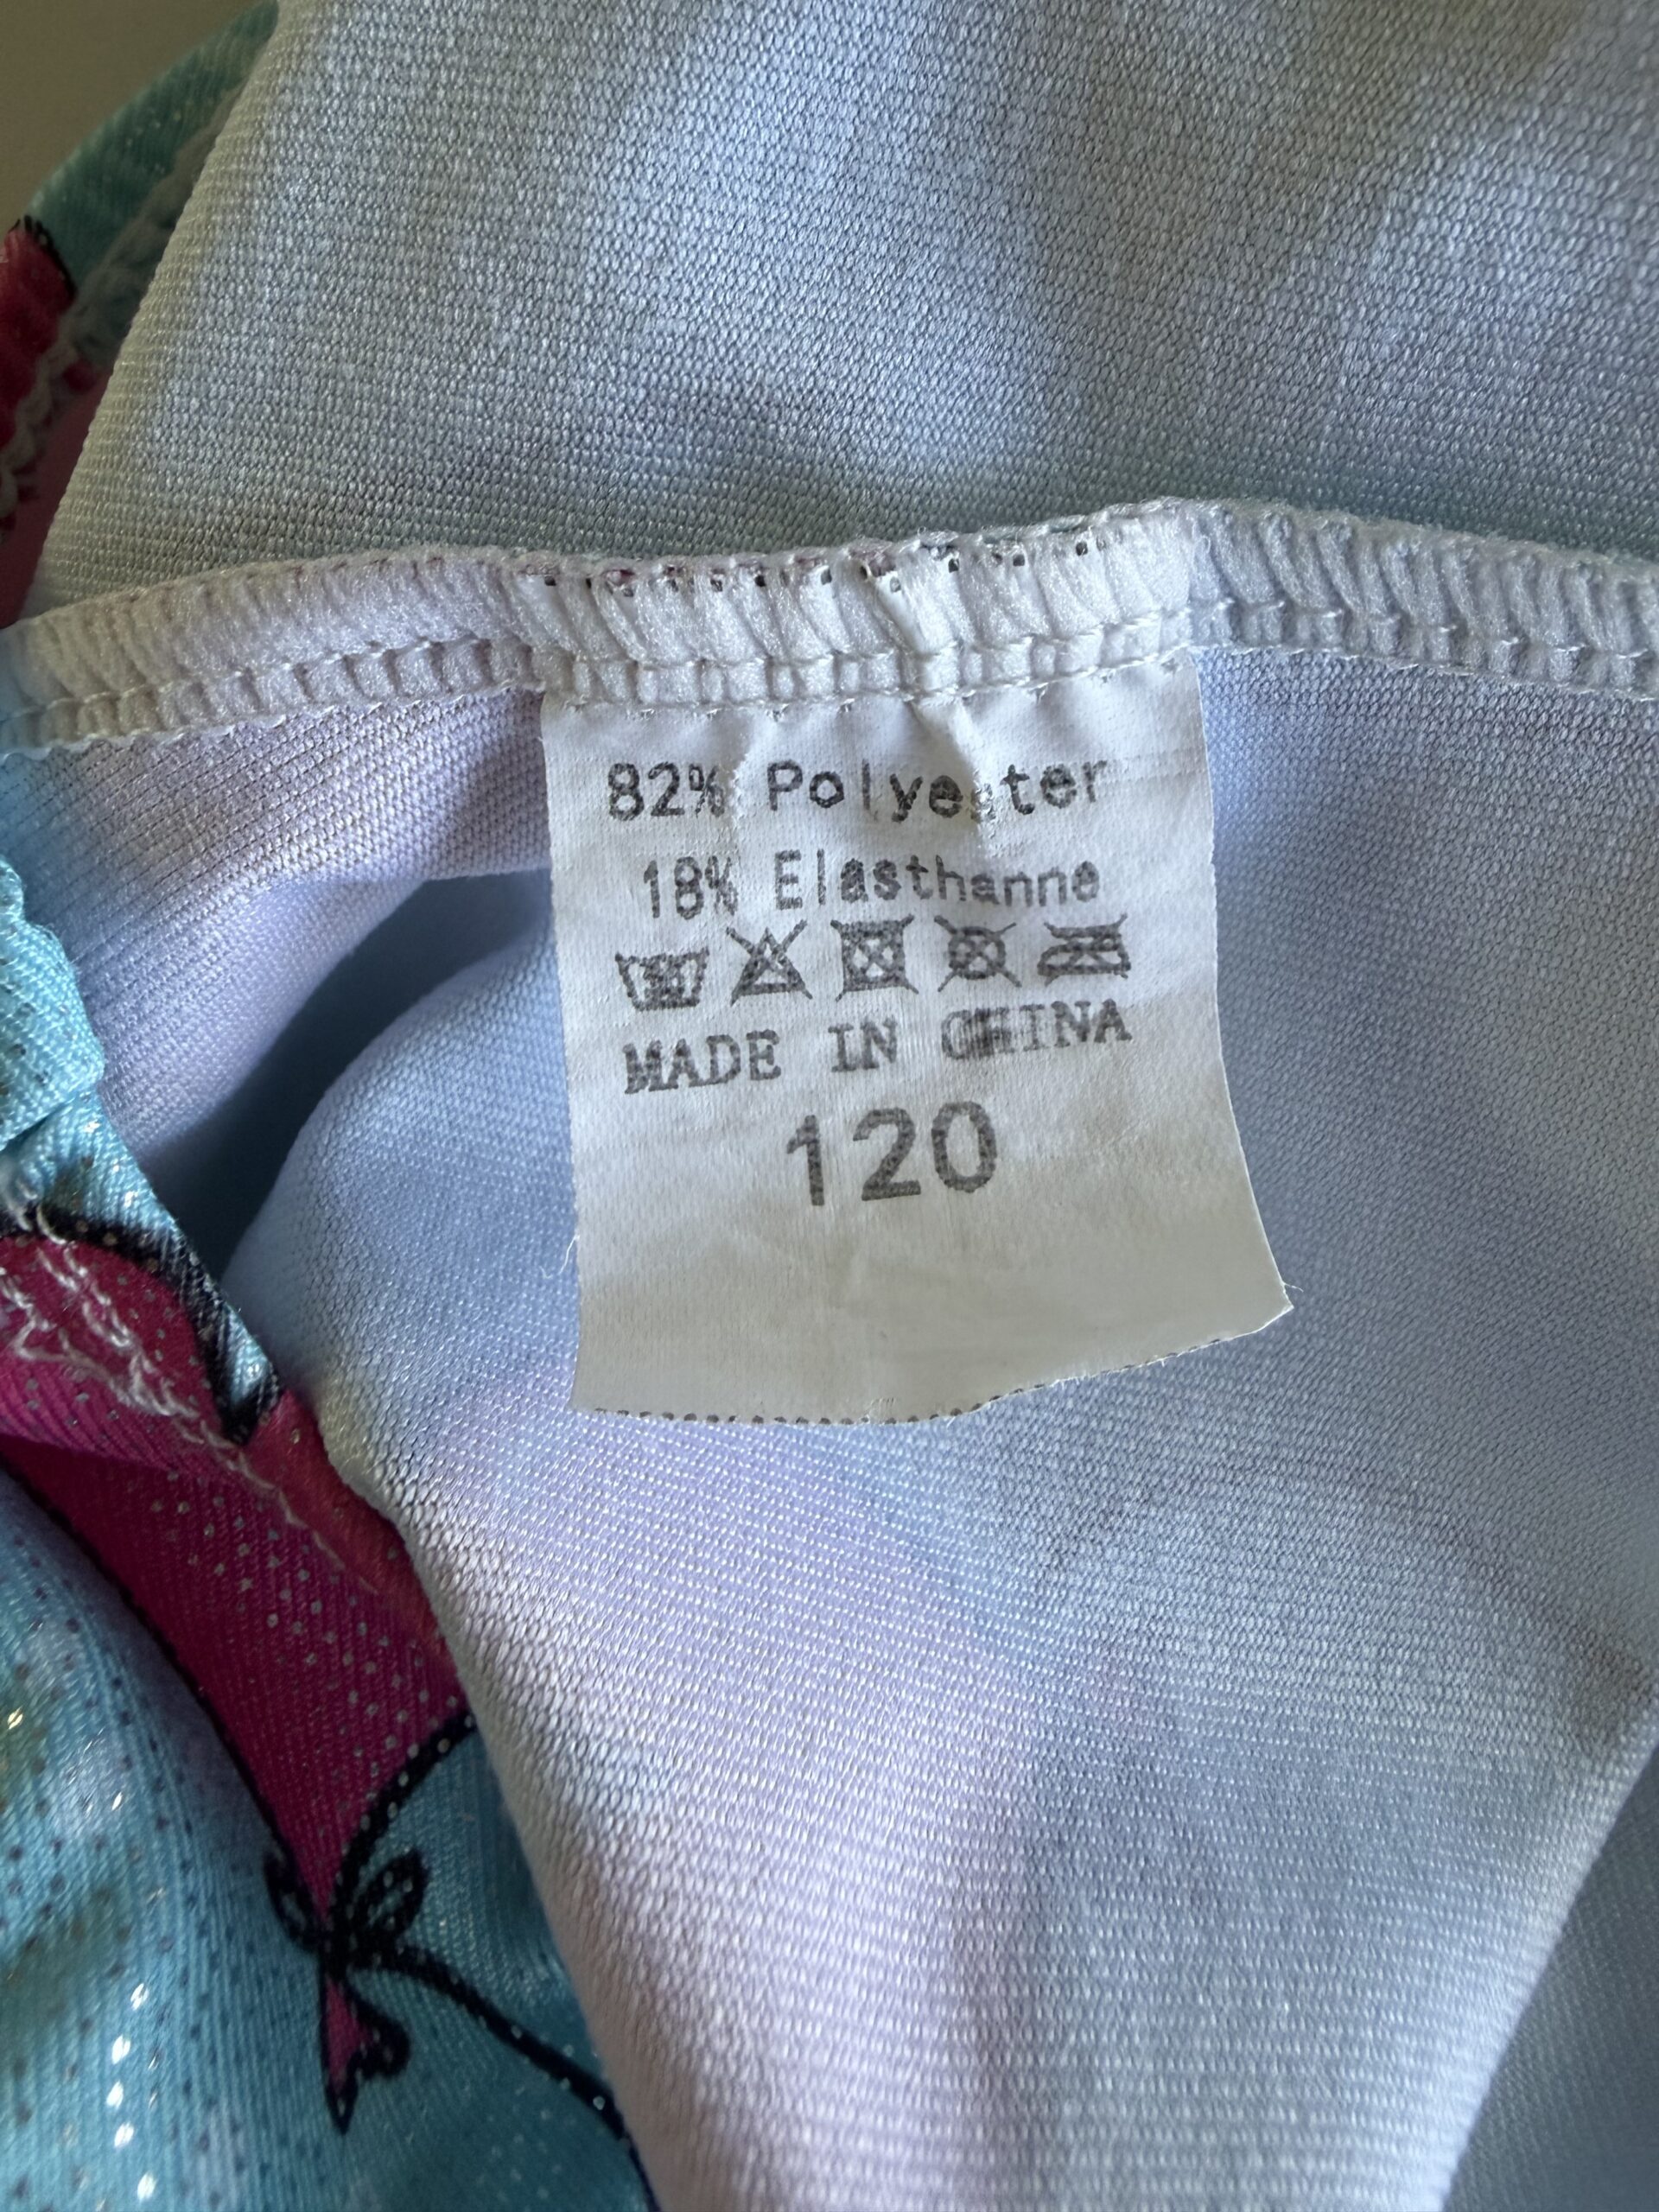 82% Polyester
18% Elasthanne
MADE IN CHINA
120